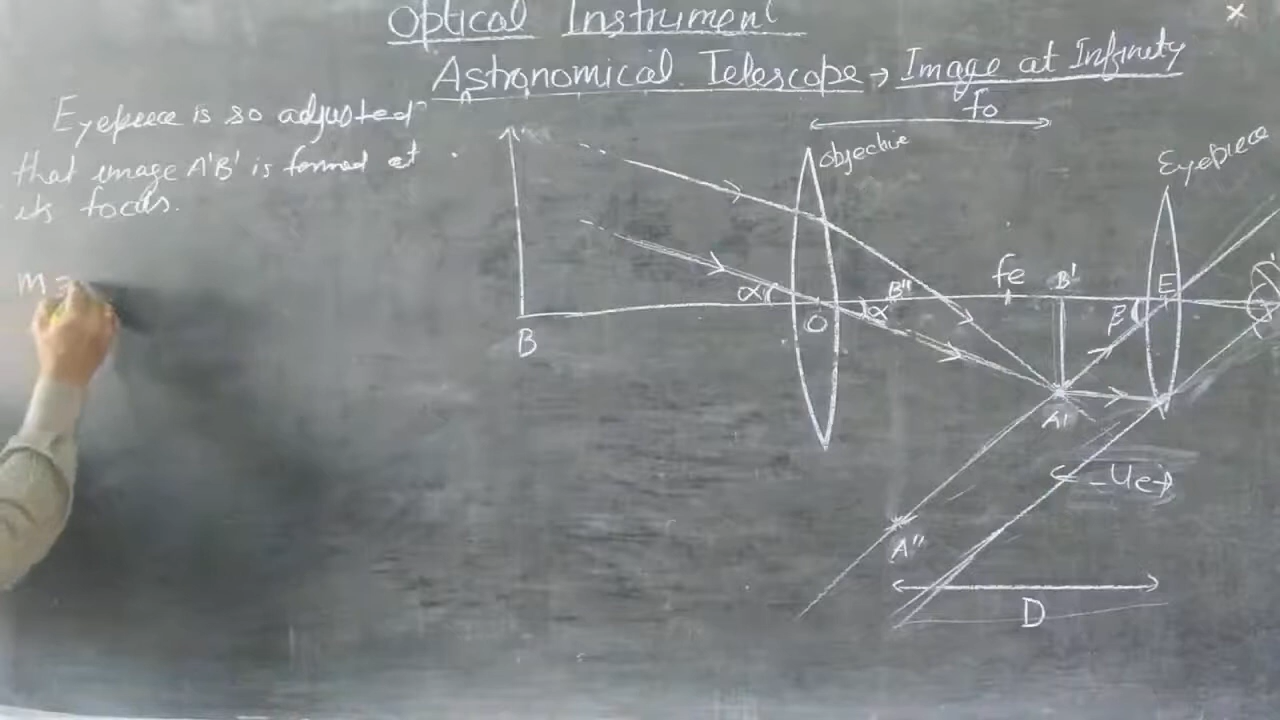 Optical Instrument
Astronomical Telescope → Image at Infinity
Eyepiece is so adjusted
that image A'B' is formed at
its focus.
m =
fo
Objective
Eyepiece
α
B"
α
O
fe
B'
β
E
B
A'
-Ue
A"
D